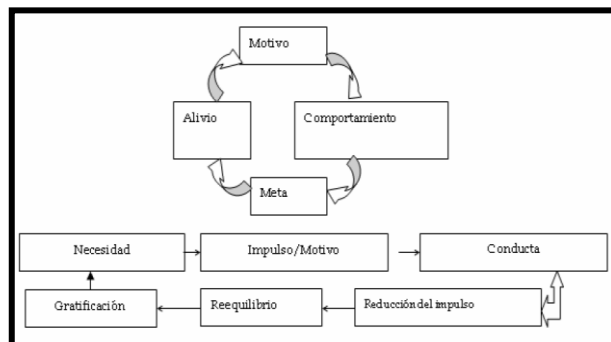 Motivo
Alivio
Comportamiento
Meta
Necesidad
Impulso/Motivo
Conducta
Gratificación
Reequilibrio
Reducción del impulso